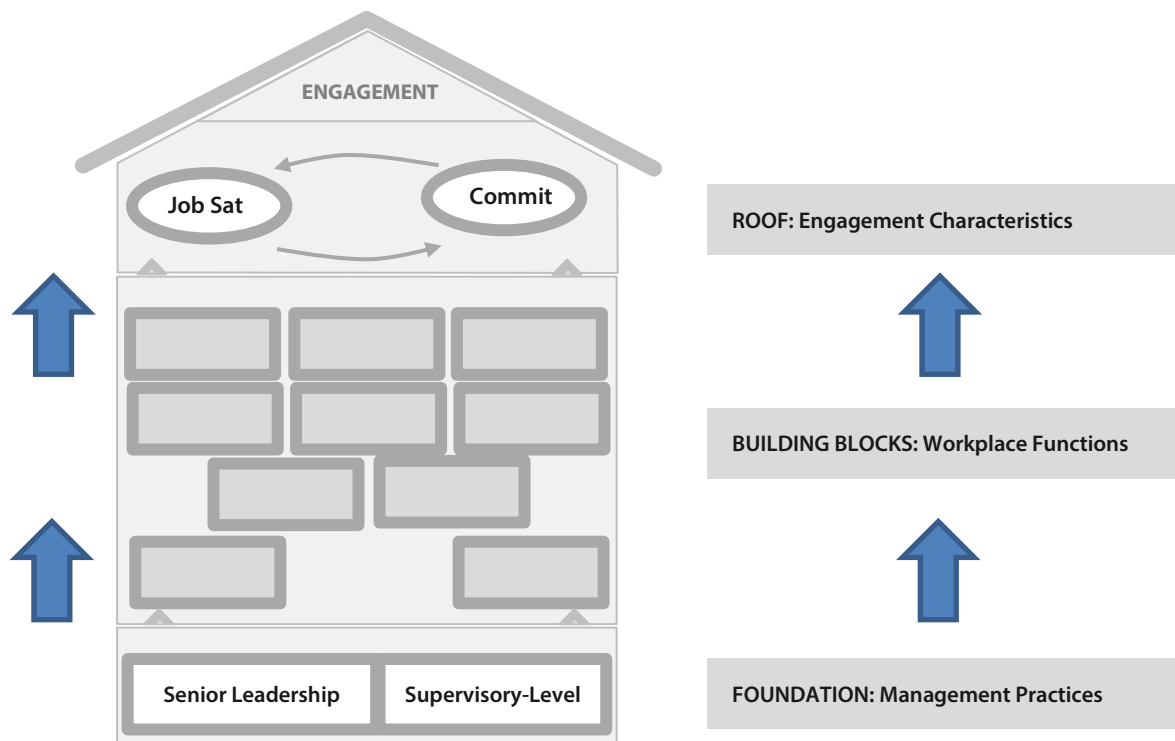 ENGAGEMENT
Job Sat
Commit
ROOF: Engagement Characteristics
BUILDING BLOCKS: Workplace Functions
Senior Leadership
Supervisory-Level
FOUNDATION: Management Practices